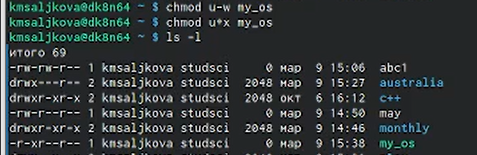 kmsaljkova@dk8n64 ~ $ chmod u-w my_os
kmsaljkova@dk8n64 ~ $ chmod u*x my_os
kmsaljkova@dk8n64 ~ $ ls -l
итого 69
-rw-rw-r-- 1 kmsaljkova studsci 0 мар 9 15:06 abc1
drwx---r-- 2 kmsaljkova studsci 2048 мар 9 15:27 australia
drwxr-xr-x 2 kmsaljkova studsci 2048 окт 6 16:12 c++
-rw-r--r-- 1 kmsaljkova studsci 0 мар 9 14:50 may
drwx--x--x 2 kmsaljkova studsci 2048 мар 9 14:46 monthly
-r-xr--r-- 1 kmsaljkova studsci 0 мар 9 15:38 my_os